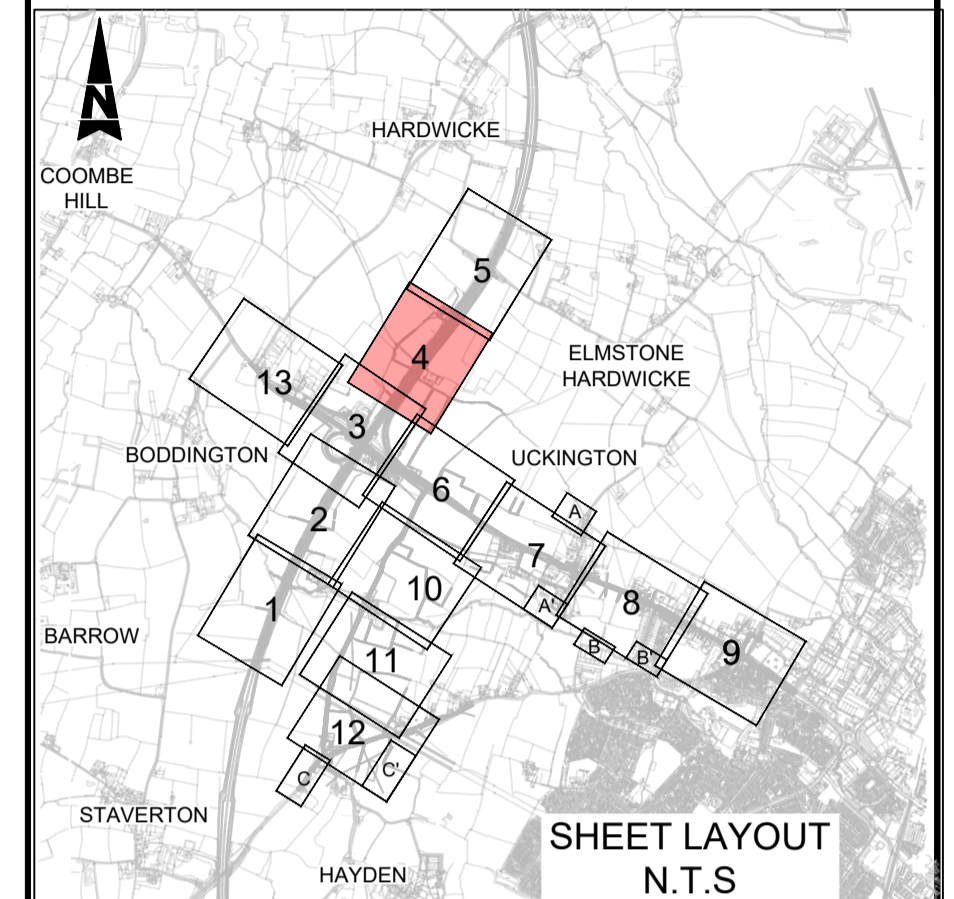 N
HARDWICKE
COOMBE
HILL
5
4
ELMSTONE
HARDWICKE
13
3
BODDINGTON
UCKINGTON
6
A
2
7
10
A'
8
1
BARROW
B
B'
9
11
12
C'
C
STAVERTON
SHEET LAYOUT
N.T.S
HAYDEN